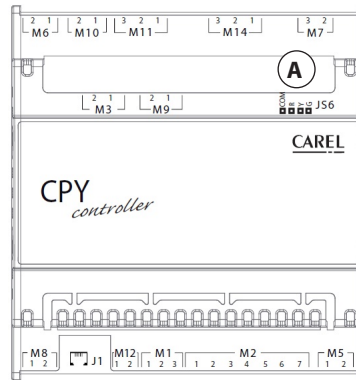 2 1 2 1 3 2 1 3 2 1 3 2
M6 M10 M11 M14 M7
A
2 1 2 1
M3 M9
COM R Y G JS6
CAREL
CPY
controller
M8 J1 M12 M1 M2 M5
1 2 1 2 1 2 3 1 2 3 4 5 6 7 1 2